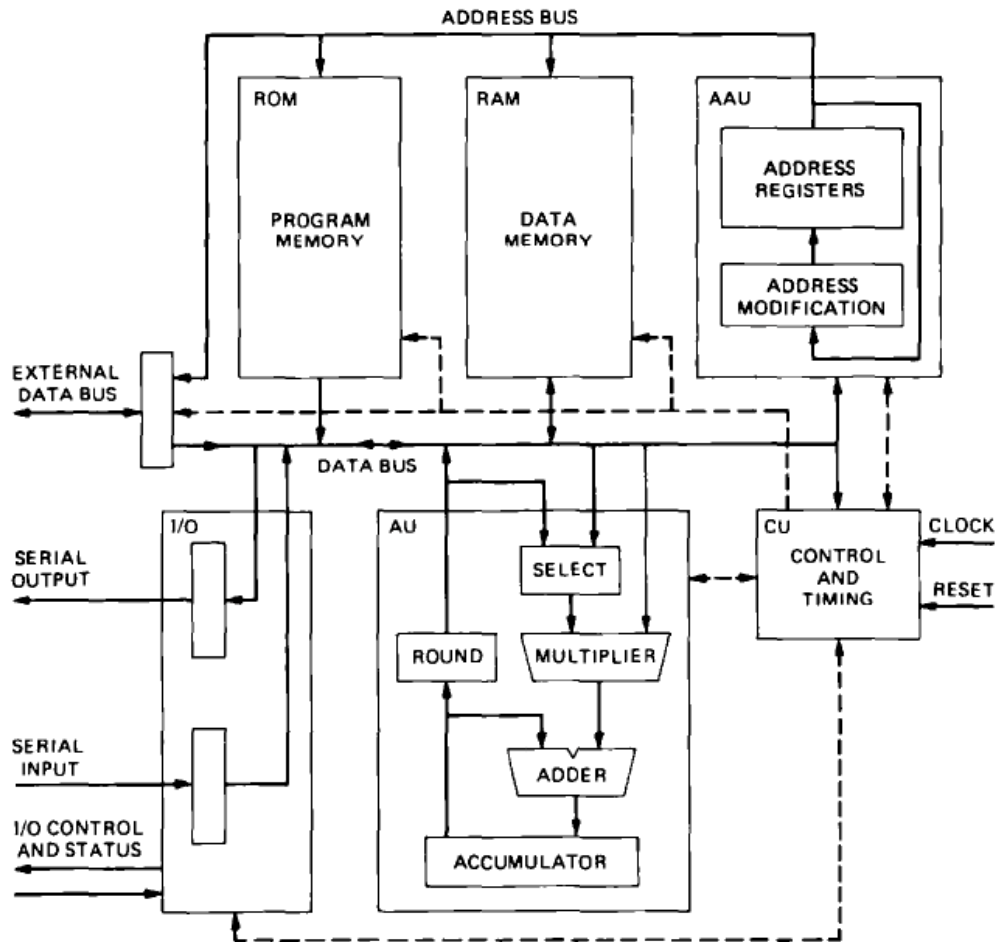 ADDRESS BUS
ROM
PROGRAM
MEMORY
RAM
DATA
MEMORY
AAU
ADDRESS
REGISTERS
ADDRESS
MODIFICATION
EXTERNAL
DATA BUS
DATA BUS
I/O
SERIAL
OUTPUT
SERIAL
INPUT
I/O CONTROL
AND STATUS
AU
SELECT
ROUND
MULTIPLIER
ADDER
ACCUMULATOR
CU
CONTROL
AND
TIMING
CLOCK
RESET